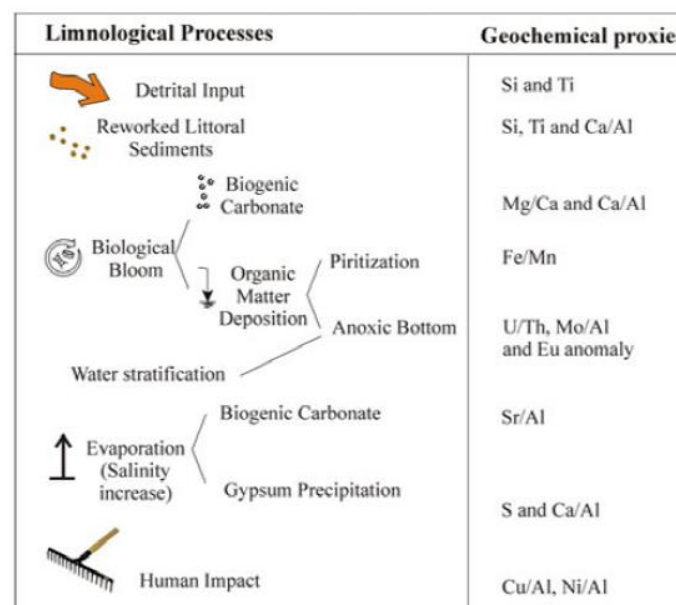 Limnological Processes
Geochemical proxie
Detrital Input
Si and Ti
Reworked Littoral
Sediments
Si, Ti and Ca/Al
Biogenic
Carbonate
Mg/Ca and Ca/Al
Biological
Bloom
Organic
Matter
Deposition
Piritization
Fe/Mn
Anoxic Bottom
U/Th, Mo/Al
and Eu anomaly
Water stratification
Evaporation
(Salinity
increase)
Biogenic Carbonate
Sr/Al
Gypsum Precipitation
S and Ca/Al
Human Impact
Cu/Al, Ni/Al